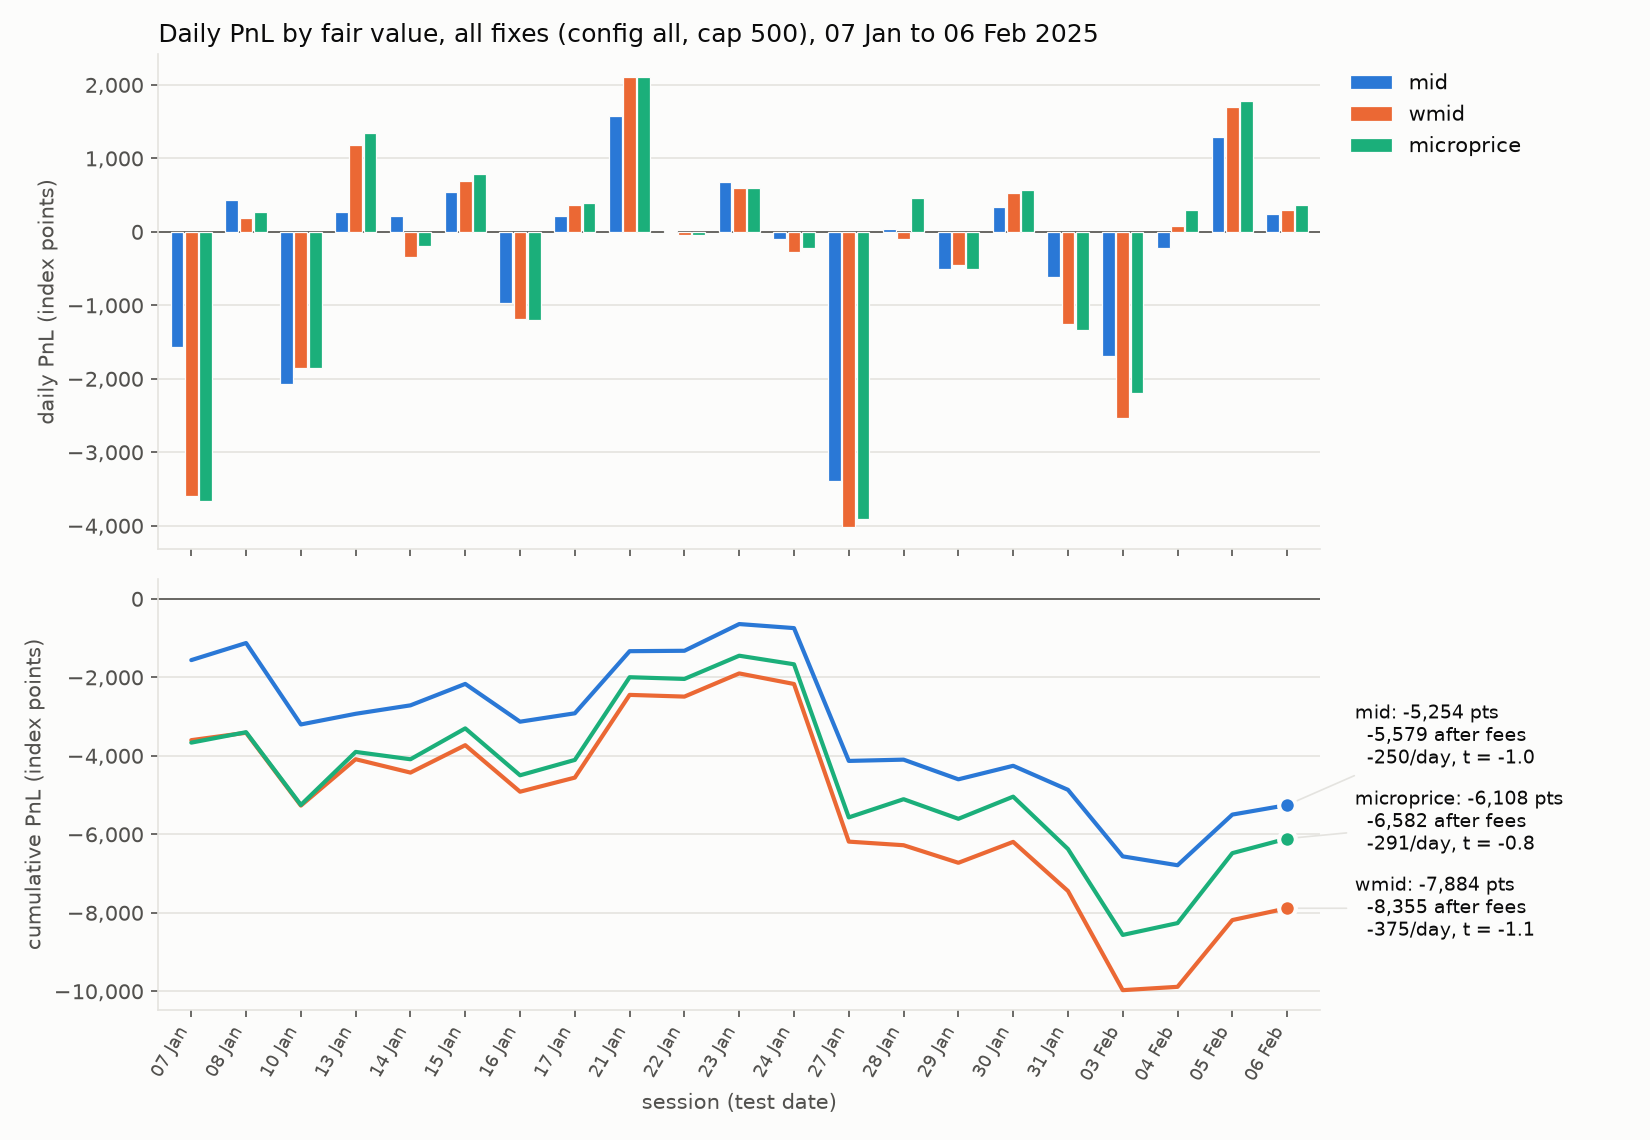 Daily PnL by fair value, all fixes (config all, cap 500), 07 Jan to 06 Feb 2025
mid
wmid
microprice
daily PnL (index points)
2,000
1,000
0
−1,000
−2,000
−3,000
−4,000
cumulative PnL (index points)
0
−2,000
−4,000
−6,000
−8,000
−10,000
mid: -5,254 pts
-5,579 after fees
-250/day, t = -1.0
microprice: -6,108 pts
-6,582 after fees
-291/day, t = -0.8
wmid: -7,884 pts
-8,355 after fees
-375/day, t = -1.1
07 Jan
08 Jan
10 Jan
13 Jan
14 Jan
15 Jan
16 Jan
17 Jan
21 Jan
22 Jan
23 Jan
24 Jan
27 Jan
28 Jan
29 Jan
30 Jan
31 Jan
03 Feb
04 Feb
05 Feb
06 Feb
session (test date)